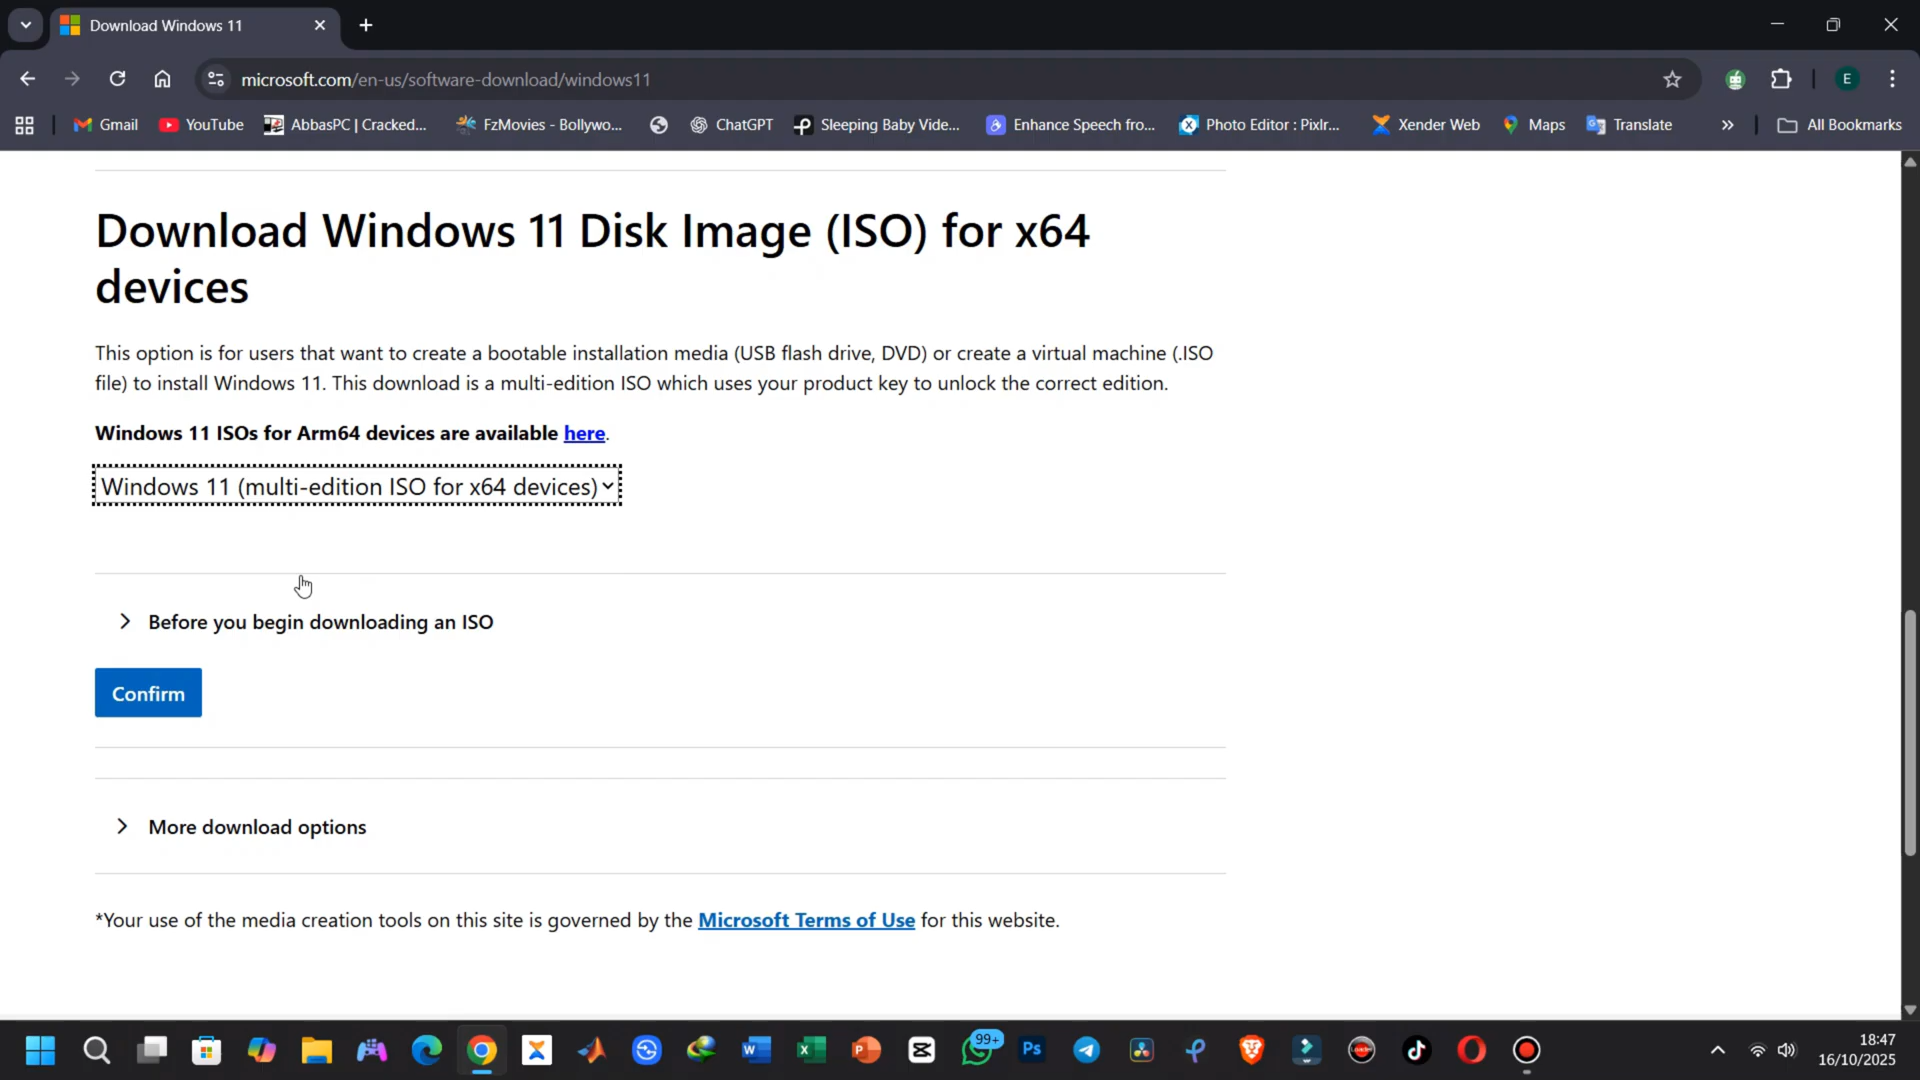 Download Windows 11
microsoft.com/en-us/software-download/windows11
E
Gmail
YouTube
AbbasPC | Cracked...
FzMovies - Bollywo...
ChatGPT
Sleeping Baby Vide...
Enhance Speech fro...
Photo Editor : Pixlr...
Xender Web
Maps
Translate
All Bookmarks
Download Windows 11 Disk Image (ISO) for x64
devices
This option is for users that want to create a bootable installation media (USB flash drive, DVD) or create a virtual machine (.ISO
file) to install Windows 11. This download is a multi-edition ISO which uses your product key to unlock the correct edition.
Windows 11 ISOs for Arm64 devices are available here.
Windows 11 (multi-edition ISO for x64 devices)
Before you begin downloading an ISO
Confirm
More download options
*Your use of the media creation tools on this site is governed by the Microsoft Terms of Use for this website.
99+
Ps
18:47
16/10/2025